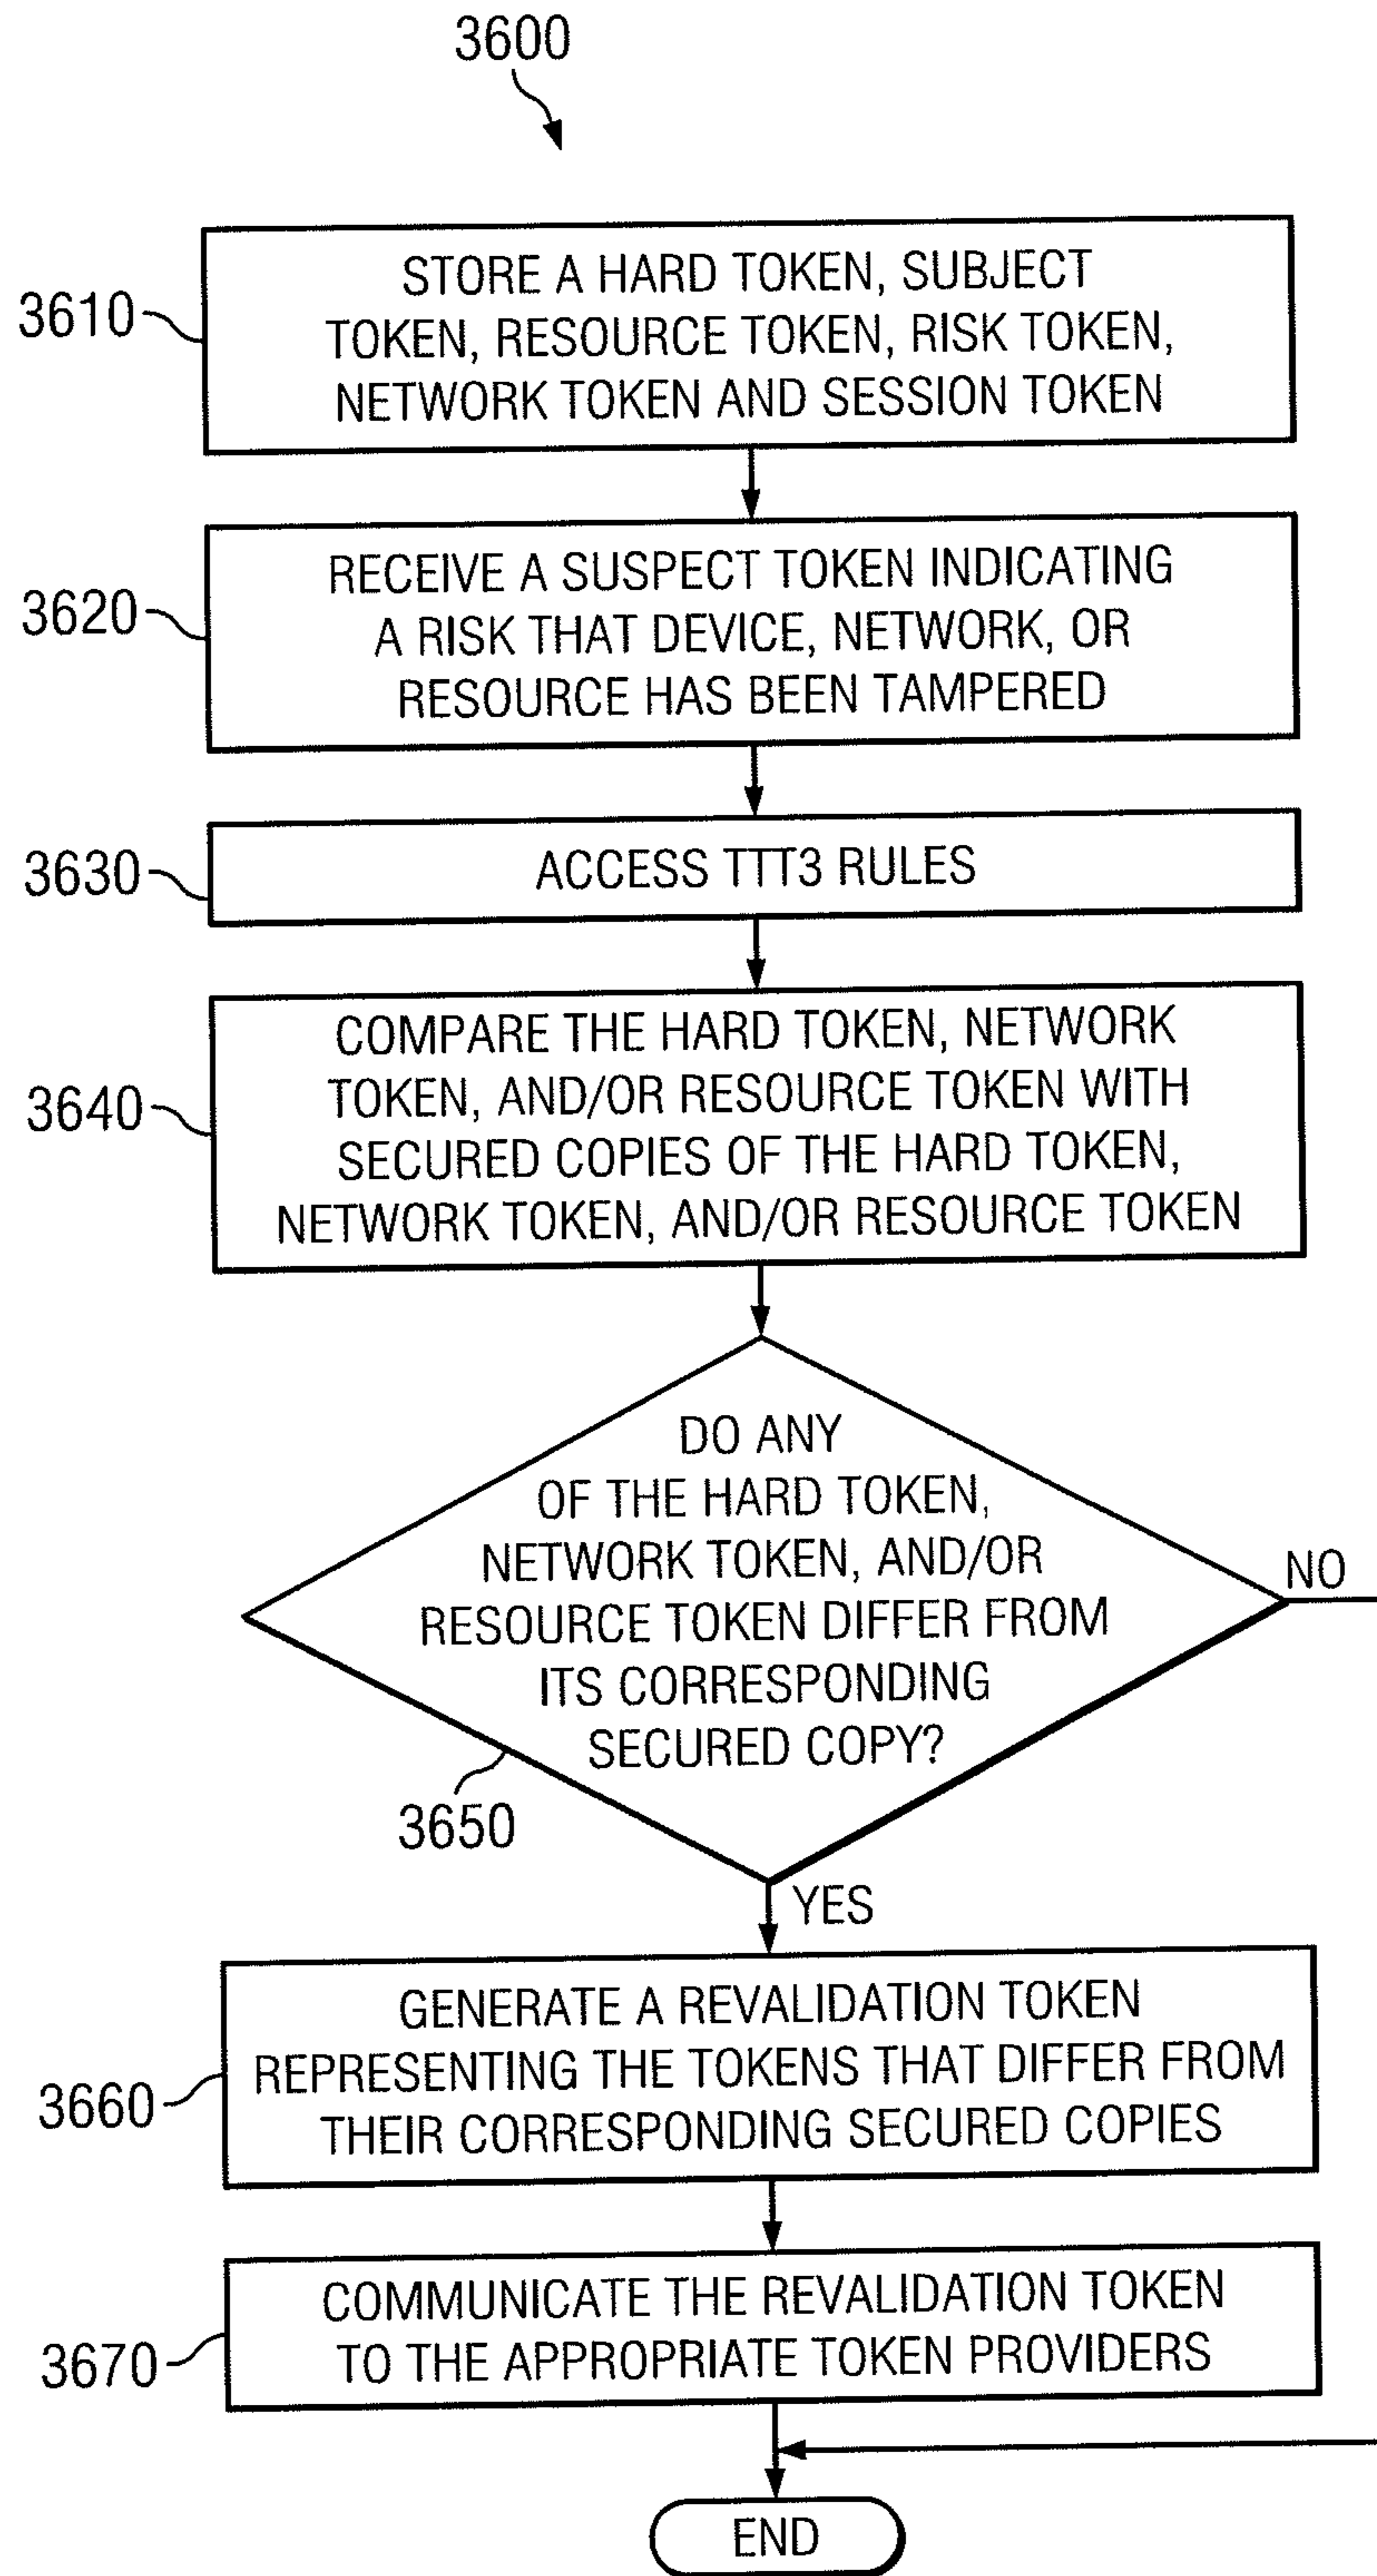 3600
3610
STORE A HARD TOKEN, SUBJECT
TOKEN, RESOURCE TOKEN, RISK TOKEN,
NETWORK TOKEN AND SESSION TOKEN
3620
RECEIVE A SUSPECT TOKEN INDICATING
A RISK THAT DEVICE, NETWORK, OR
RESOURCE HAS BEEN TAMPERED
3630
ACCESS TTT3 RULES
3640
COMPARE THE HARD TOKEN, NETWORK
TOKEN, AND/OR RESOURCE TOKEN WITH
SECURED COPIES OF THE HARD TOKEN,
NETWORK TOKEN, AND/OR RESOURCE TOKEN
DO ANY
OF THE HARD TOKEN,
NETWORK TOKEN, AND/OR
RESOURCE TOKEN DIFFER FROM
ITS CORRESPONDING
SECURED COPY?
NO
3650
YES
3660
GENERATE A REVALIDATION TOKEN
REPRESENTING THE TOKENS THAT DIFFER FROM
THEIR CORRESPONDING SECURED COPIES
3670
COMMUNICATE THE REVALIDATION TOKEN
TO THE APPROPRIATE TOKEN PROVIDERS
END